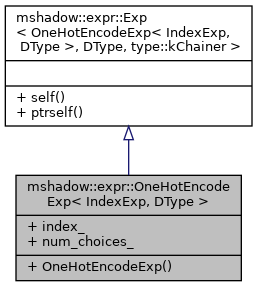 mshadow::expr::Exp
< OneHotEncodeExp< IndexExp,
DType >, DType, type::kChainer >
+ self()
+ ptrself()
mshadow::expr::OneHotEncode
Exp< IndexExp, DType >
+ index_
+ num_choices_
+ OneHotEncodeExp()